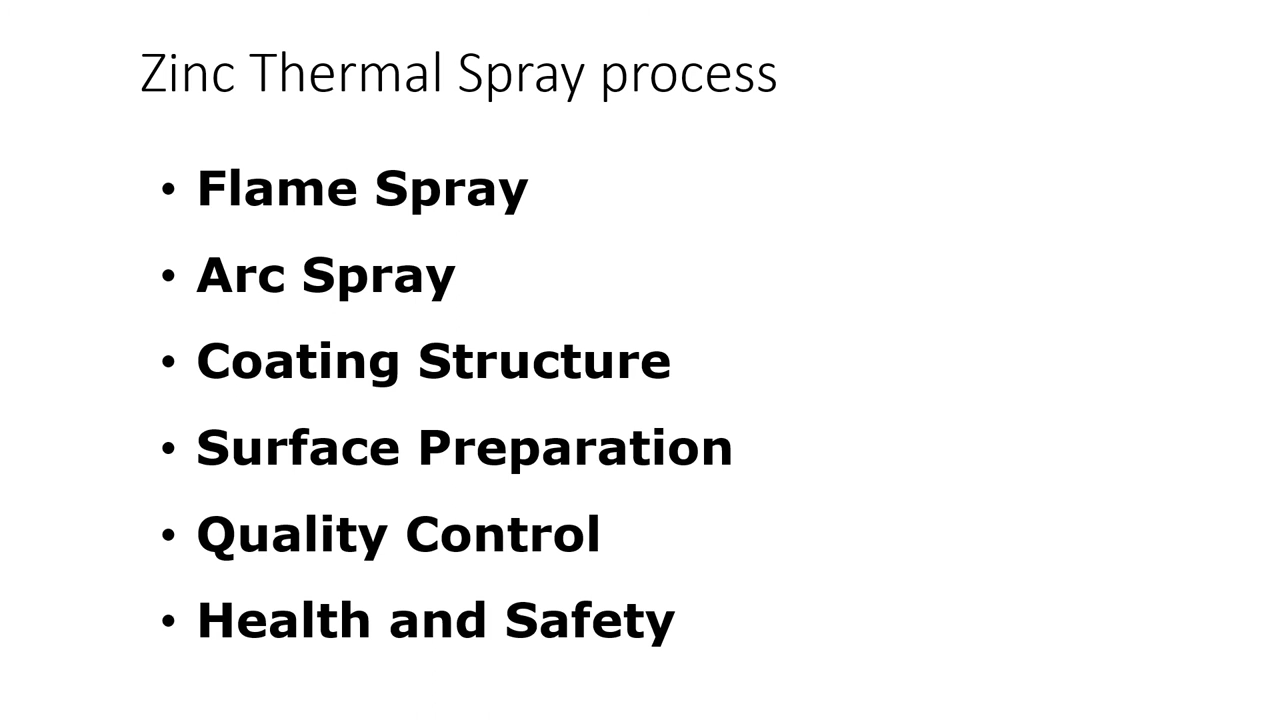 Zinc Thermal Spray process
• Flame Spray
• Arc Spray
• Coating Structure
• Surface Preparation
• Quality Control
• Health and Safety